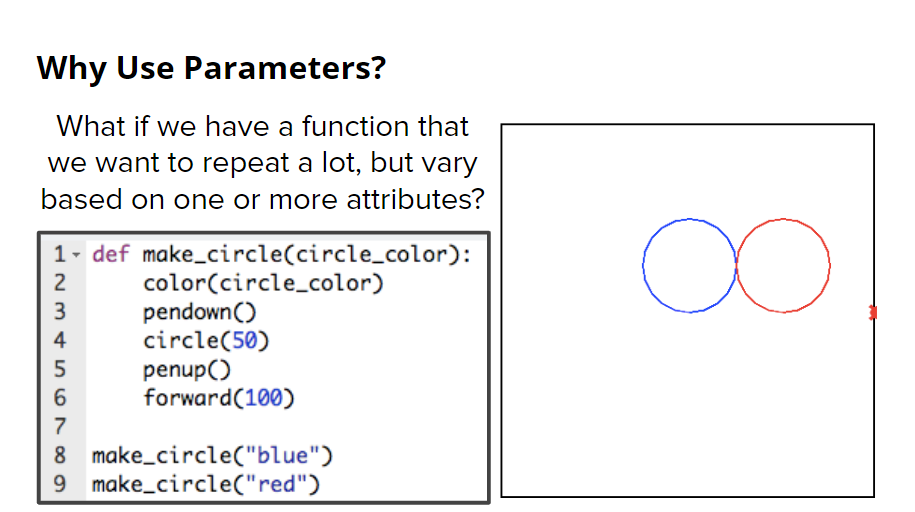 Why Use Parameters?
What if we have a function that
we want to repeat a lot, but vary
based on one or more attributes?
1 def make_circle(circle_color):
2     color(circle_color)
3     pendown()
4     circle(50)
5     penup()
6     forward(100)
7
8 make_circle("blue")
9 make_circle("red")